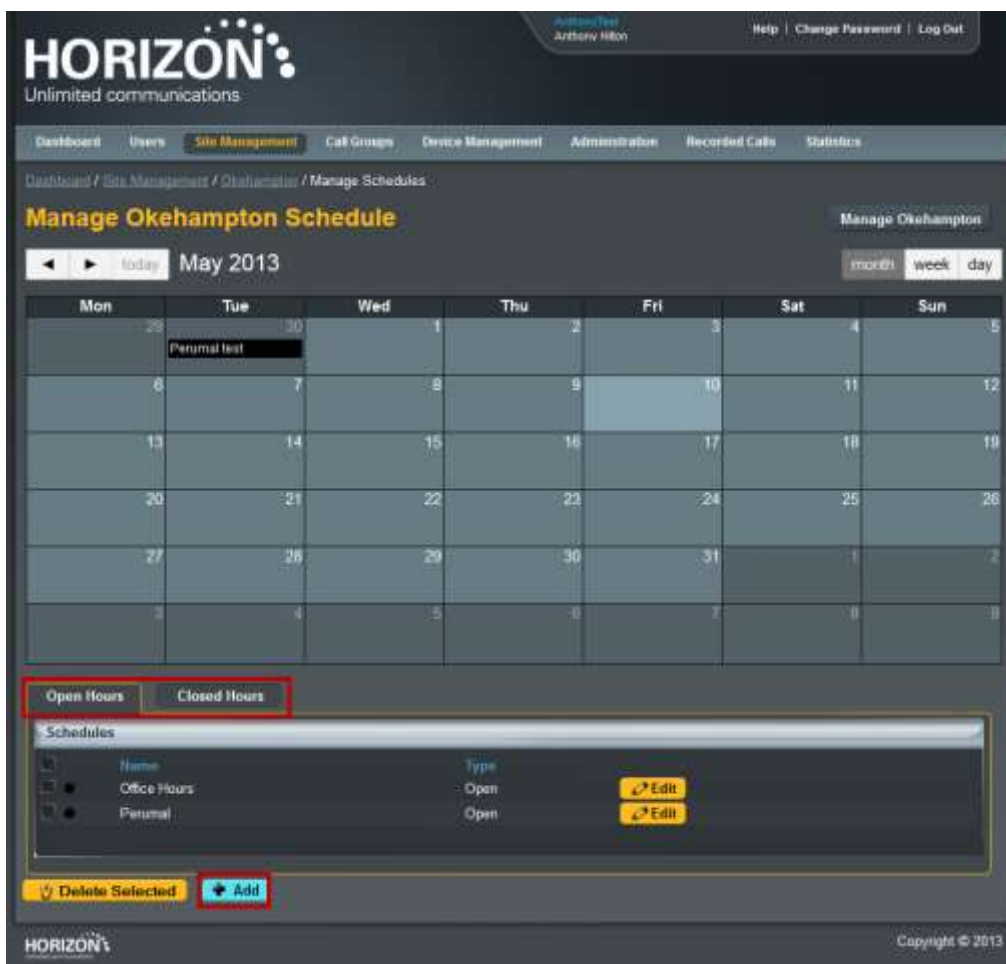 AnthonyTest
HORIZON Anthony Hilton Help | Change Password | Log Out
Unlimited communications
Dashboard Users Site Management Call Groups Device Management Administration Recorded Calls Statistics
Dashboard / Site Management / Okehampton / Manage Schedules
Manage Okehampton Schedule Manage Okehampton
today May 2013 month week day
Mon Tue Wed Thu Fri Sat Sun
29 30 1 2 3 4 5
Perumal test
6 7 8 9 10 11 12
13 14 15 16 17 18 19
20 21 22 23 24 25 26
27 28 29 30 31 1 2
3 4 5 6 7 8 9
Open Hours Closed Hours
Schedules
Name Type
Office Hours Open Edit
Perumal Open Edit
Delete Selected Add
HORIZON Copyright © 2013